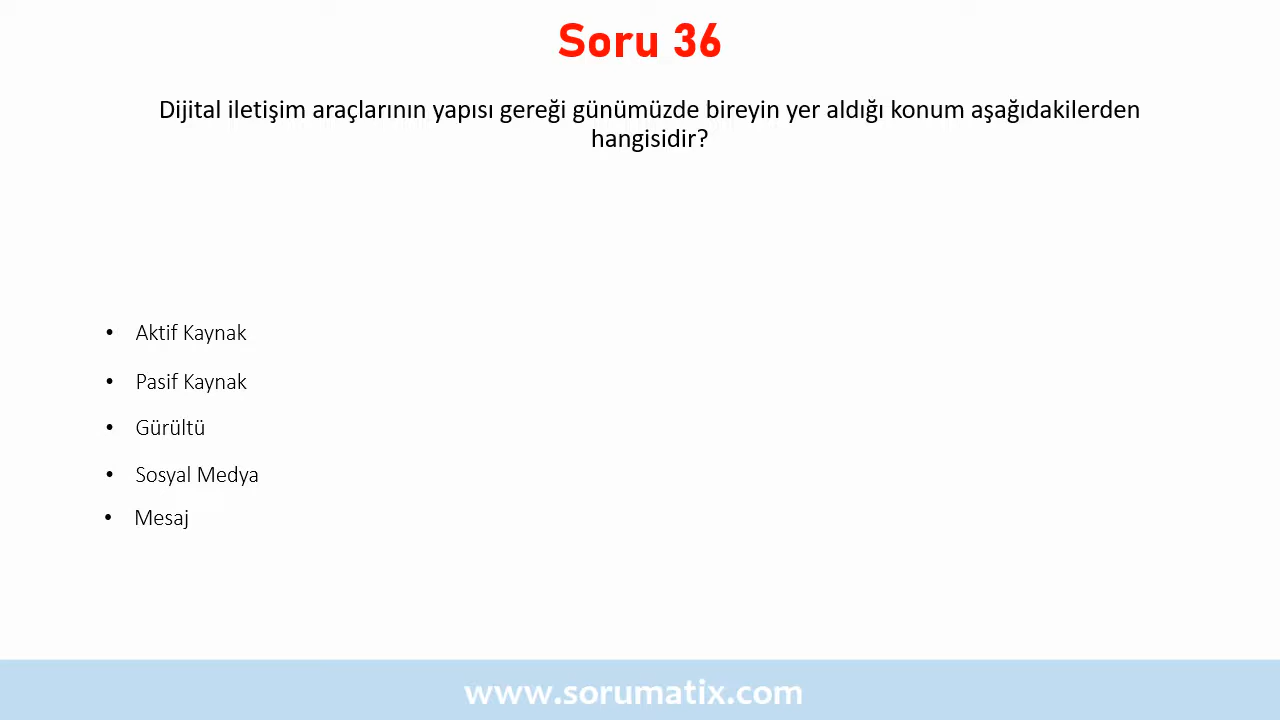 Soru 36
Dijital iletişim araçlarının yapısı gereği günümüzde bireyin yer aldığı konum aşağıdakilerden
hangisidir?
• Aktif Kaynak
• Pasif Kaynak
• Gürültü
• Sosyal Medya
• Mesaj
www.sorumatix.com